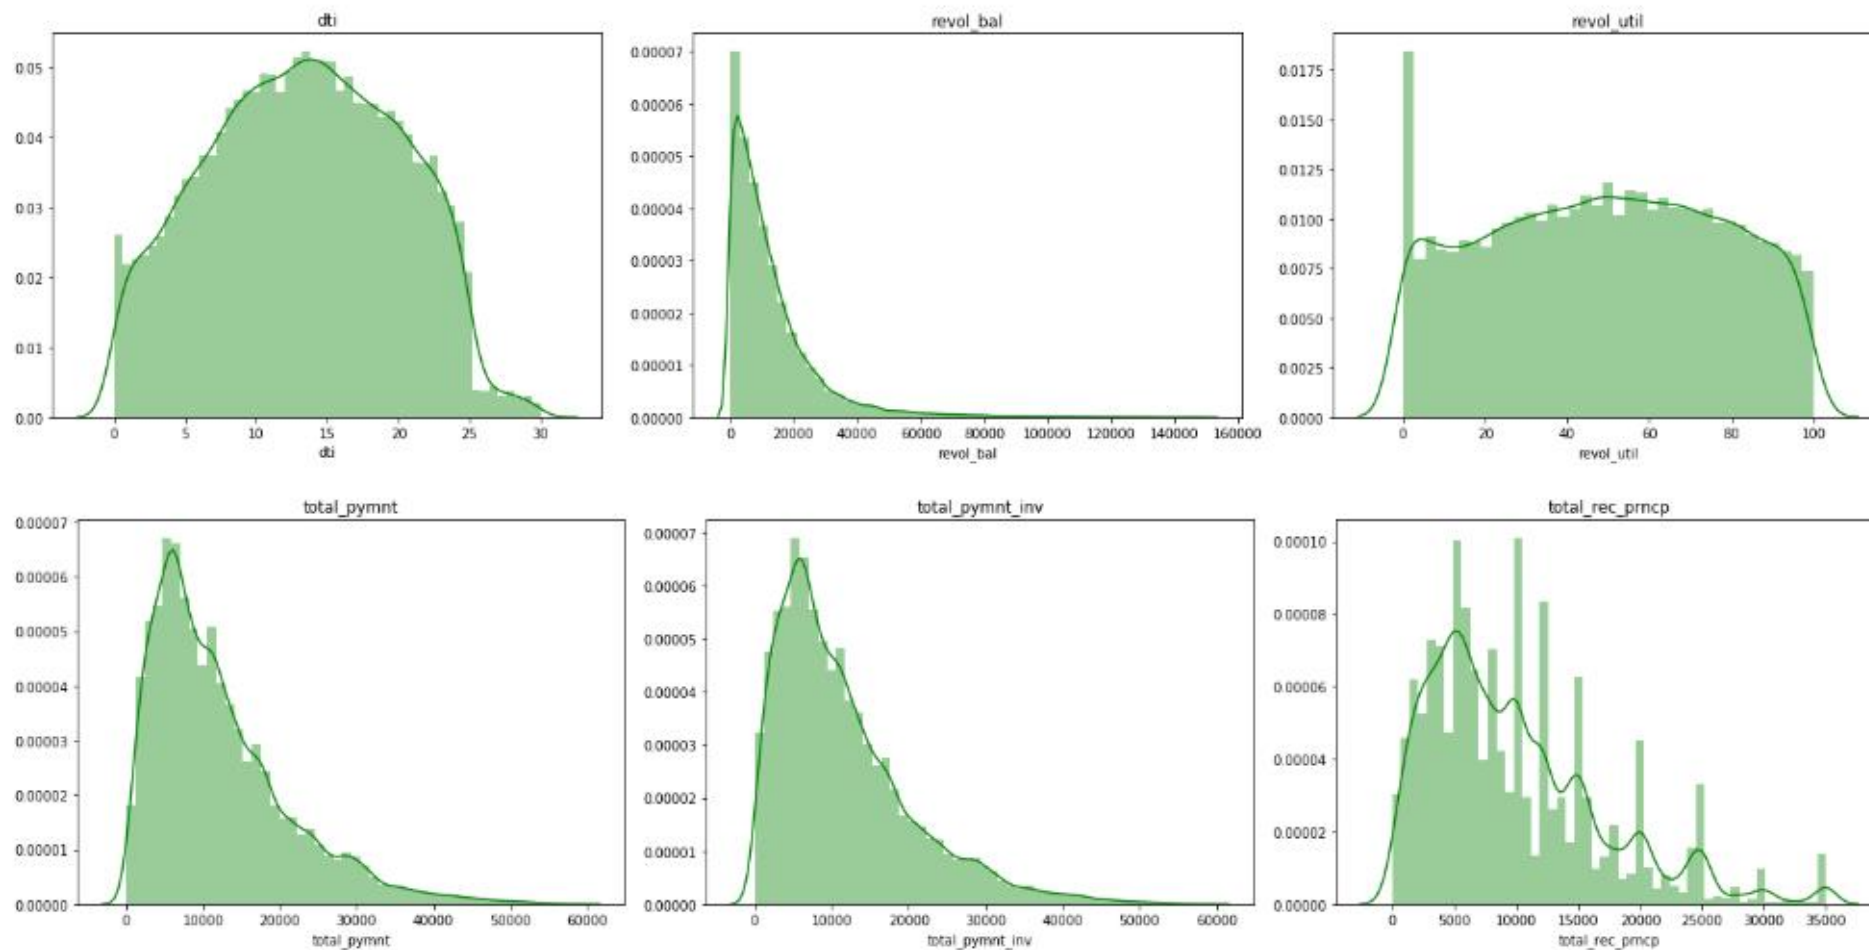 dti
0.05
0.04
0.03
0.02
0.01
0.00
0 5 10 15 20 25 30
dti
revol_bal
0.00007
0.00006
0.00005
0.00004
0.00003
0.00002
0.00001
0.00000
0 20000 40000 60000 80000 100000 120000 140000 160000
revol_bal
revol_util
0.0175
0.0150
0.0125
0.0100
0.0075
0.0050
0.0025
0.0000
0 20 40 60 80 100
revol_util
total_pymnt
0.00007
0.00006
0.00005
0.00004
0.00003
0.00002
0.00001
0.00000
0 10000 20000 30000 40000 50000 60000
total_pymnt
total_pymnt_inv
0.00007
0.00006
0.00005
0.00004
0.00003
0.00002
0.00001
0.00000
0 10000 20000 30000 40000 50000 60000
total_pymnt_inv
total_rec_prncp
0.00010
0.00008
0.00006
0.00004
0.00002
0.00000
0 5000 10000 15000 20000 25000 30000 35000
total_rec_prncp